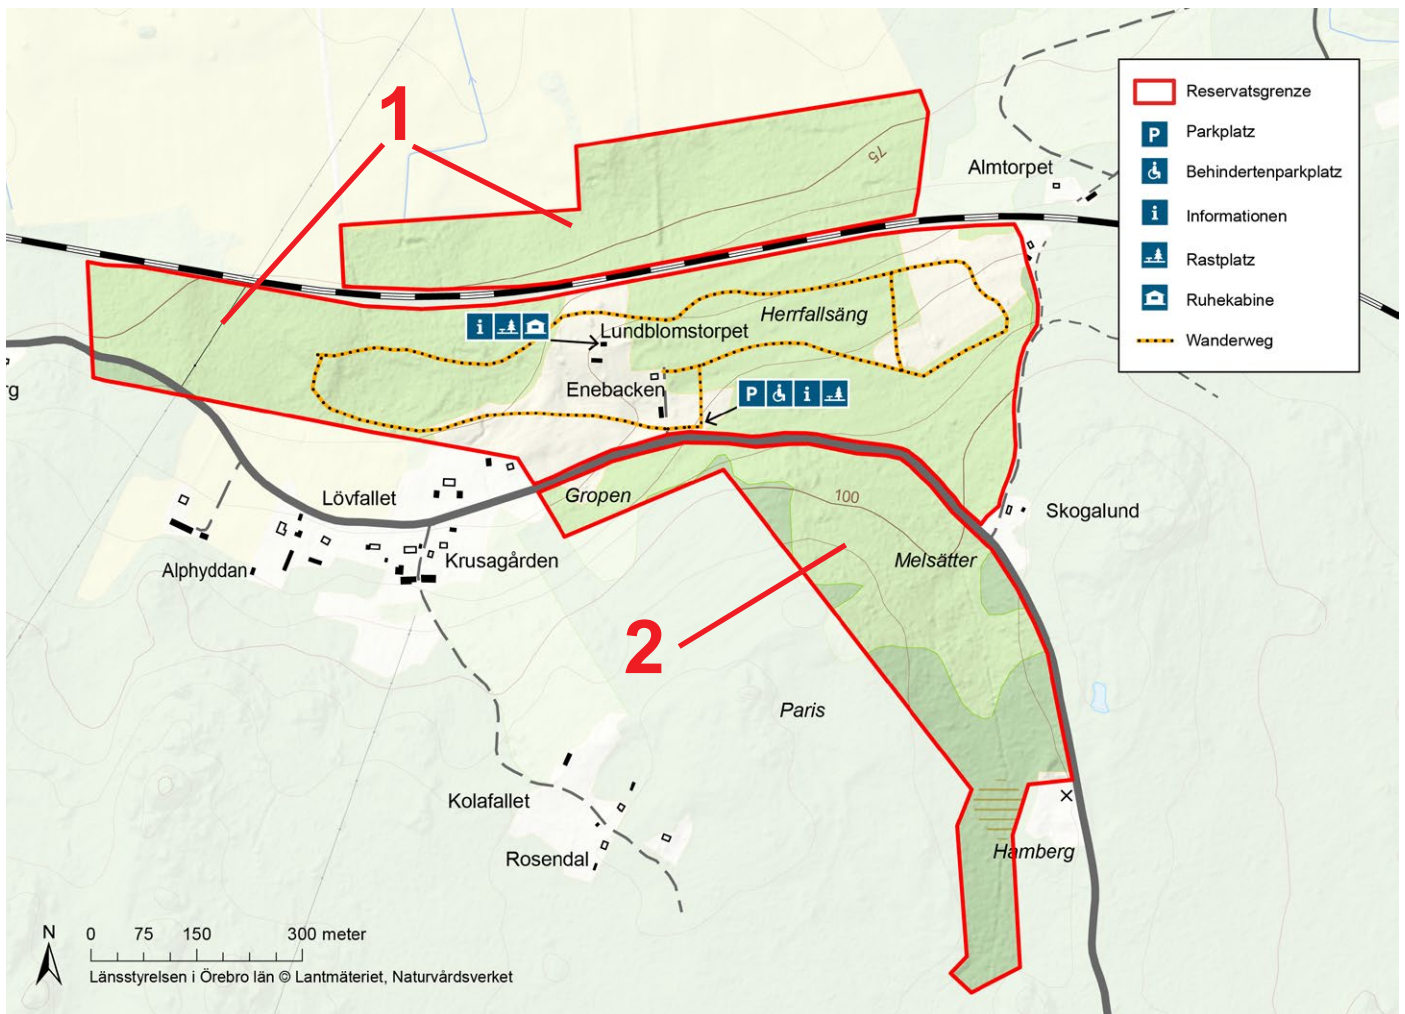 1
75
Almtorpet
Reservatsgrenze
P Parkplatz
Behindertenparkplatz
i Informationen
Rastplatz
Ruhekabine
Wanderweg
Herrfallsäng
i
Lundblomstorpet
Enebacken
P i
rg
Gropen
100
Lövfallet
Skogalund
Melsätter
Krusagården
Alphyddan
2
Paris
Kolafallet
Rosendal
Hamberg
N
0 75 150 300 meter
Länsstyrelsen i Örebro län © Lantmäteriet, Naturvårdsverket